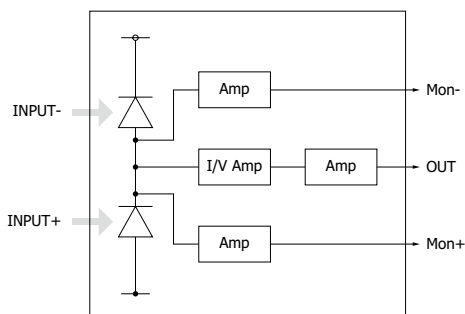 Amp
Mon-
INPUT-
I/V Amp
Amp
OUT
INPUT+
Amp
Mon+